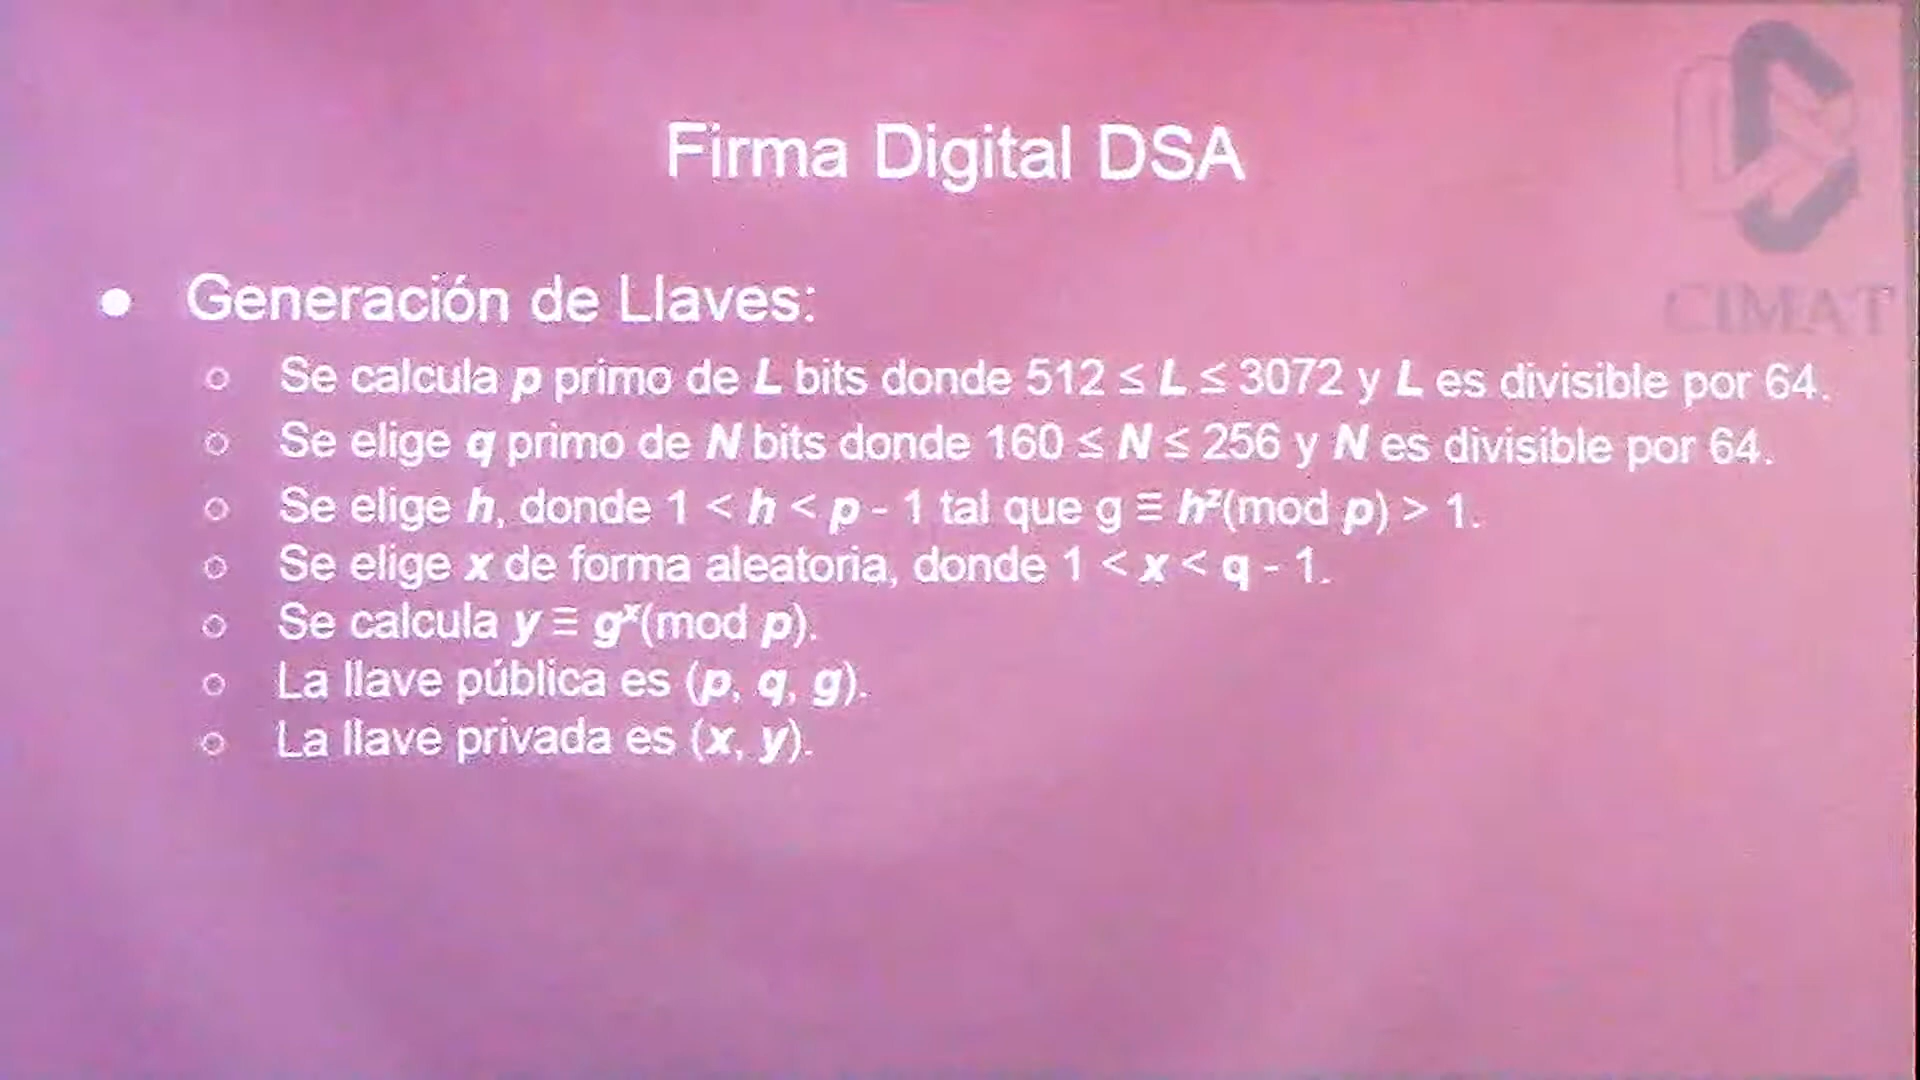 Firma Digital DSA
CIMAT
● Generación de Llaves:
○ Se calcula p primo de L bits donde 512 ≤ L ≤ 3072 y L es divisible por 64.
○ Se elige q primo de N bits donde 160 ≤ N ≤ 256 y N es divisible por 64.
○ Se elige h, donde 1 < h < p - 1 tal que g ≡ hᶻ(mod p) > 1.
○ Se elige x de forma aleatoria, donde 1 < x < q - 1.
○ Se calcula y ≡ gˣ(mod p).
○ La llave pública es (p, q, g).
○ La llave privada es (x, y).